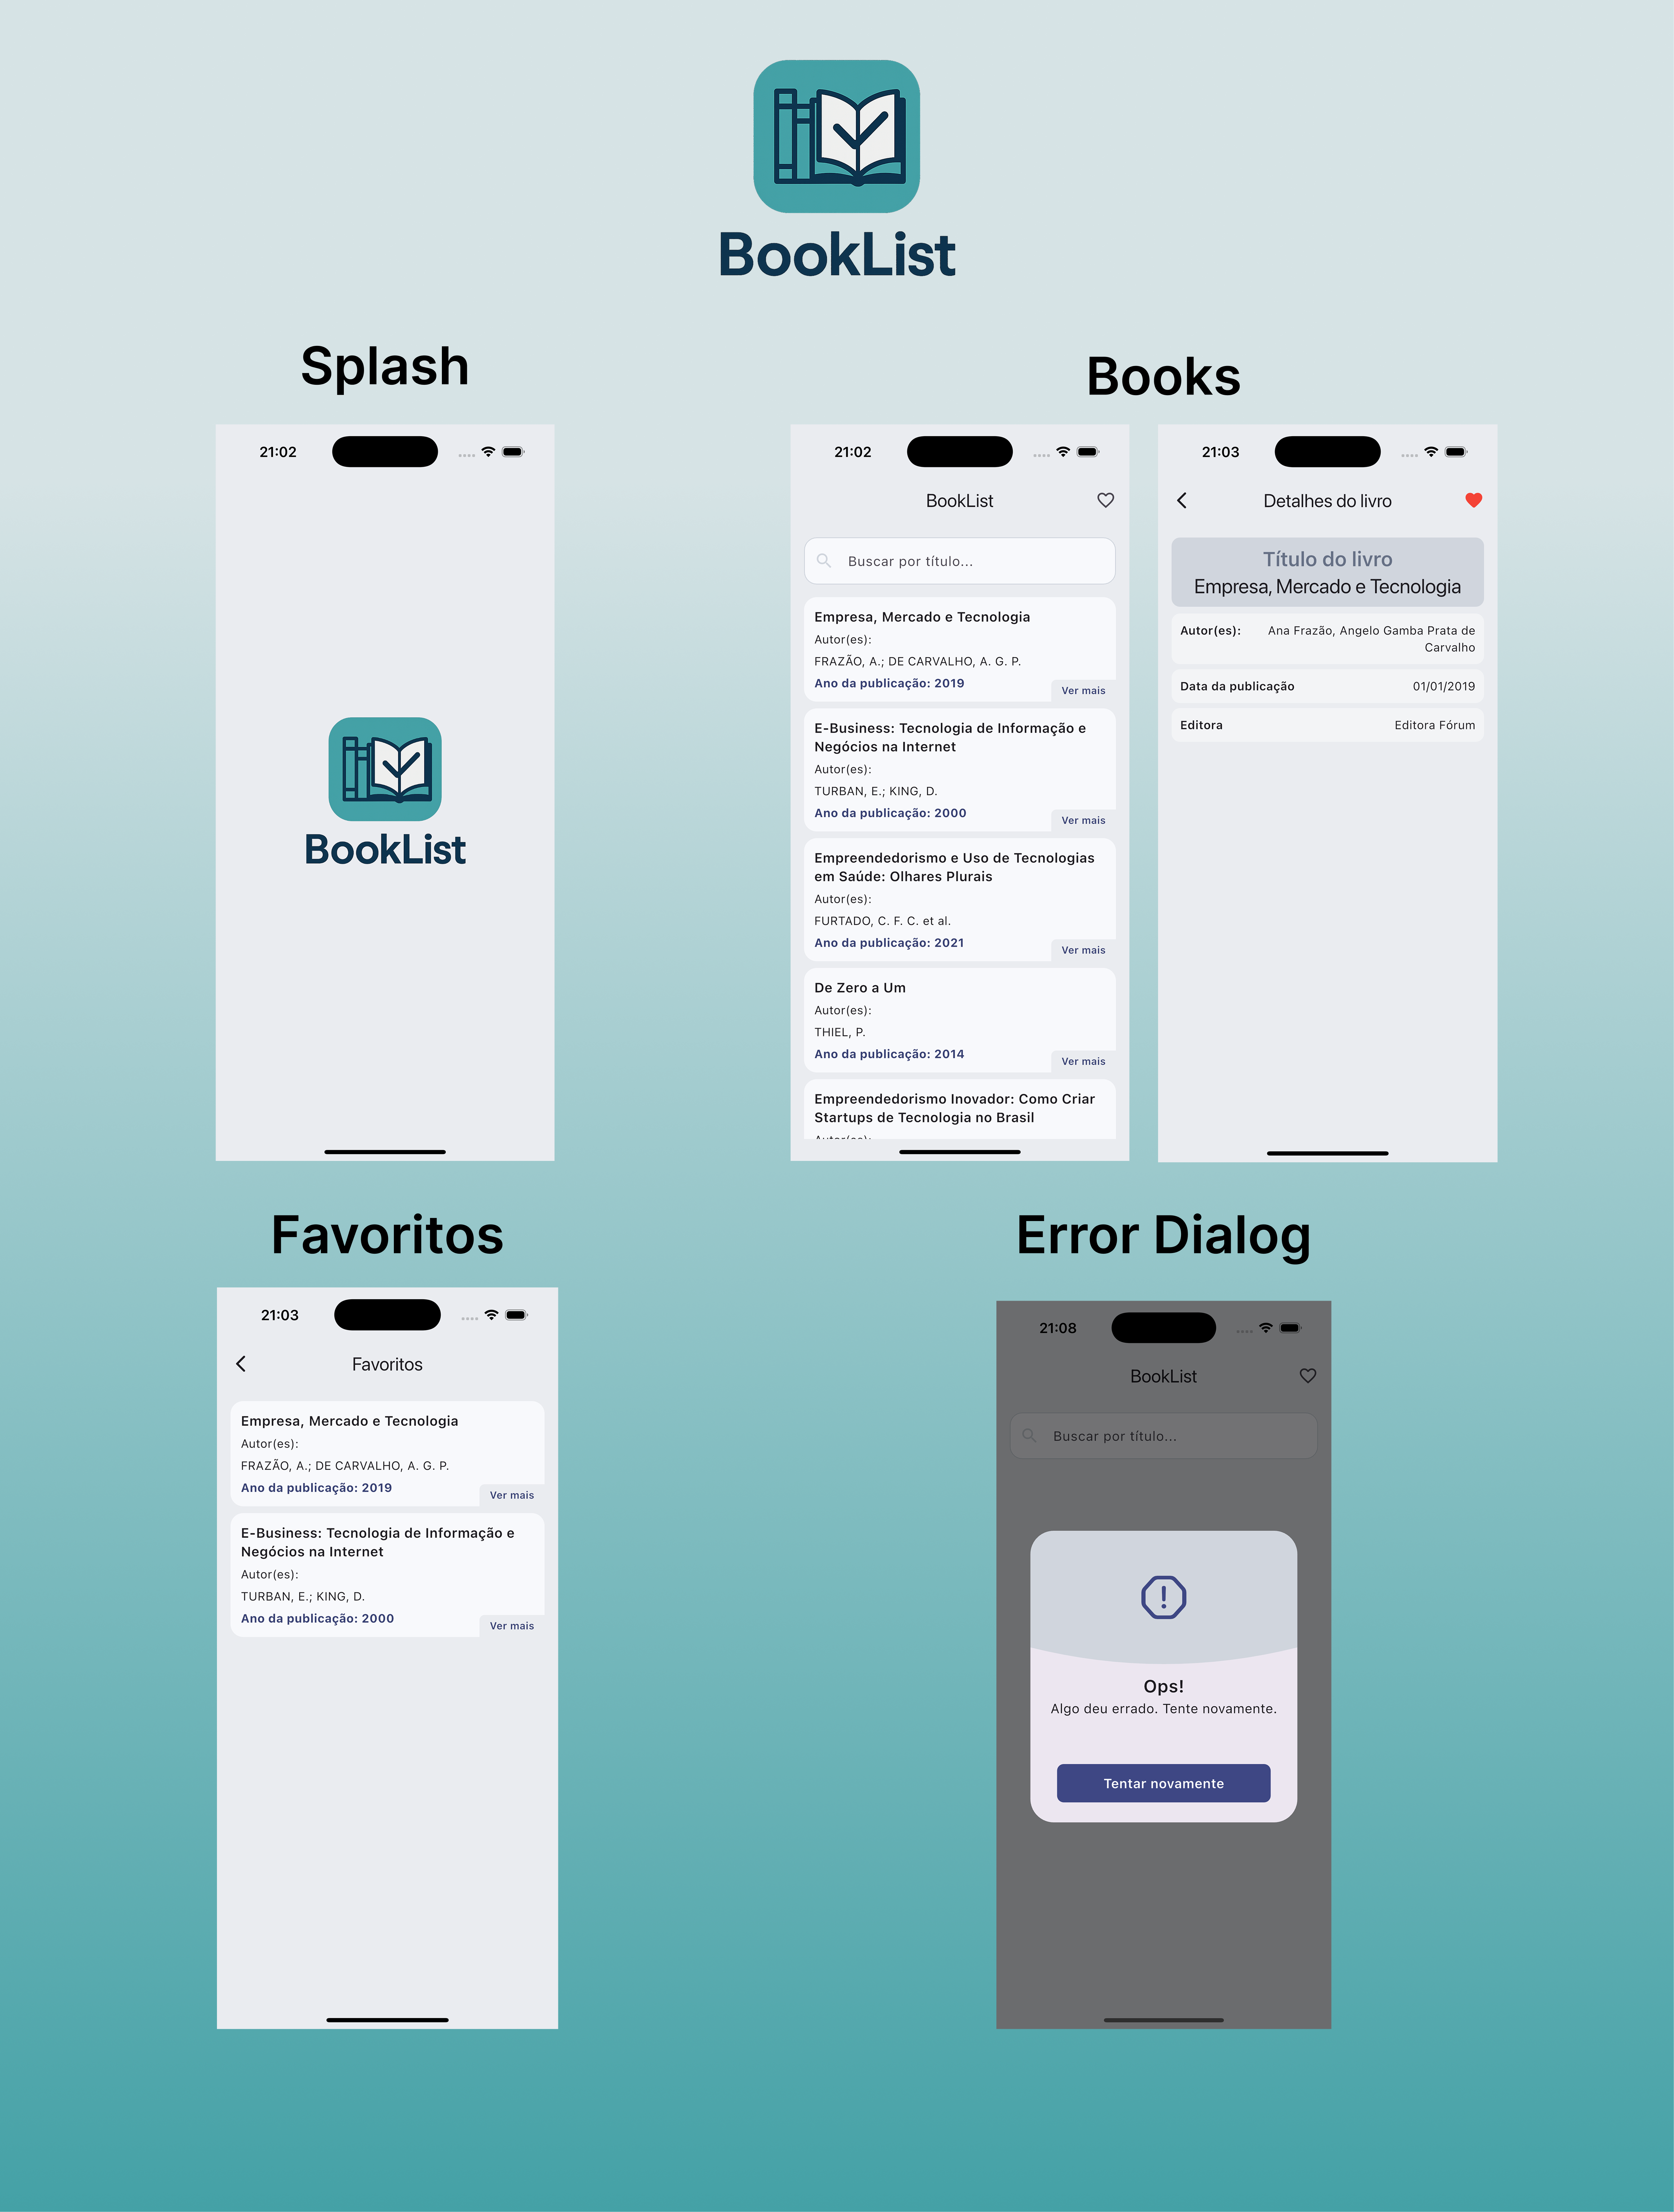 BookList
Splash
21:02
BookList
Books
21:02
BookList
Buscar por título...
Empresa, Mercado e Tecnologia
Autor(es):
FRAZÃO, A.; DE CARVALHO, A. G. P.
Ano da publicação: 2019
Ver mais
E-Business: Tecnologia de Informação e
Negócios na Internet
Autor(es):
TURBAN, E.; KING, D.
Ano da publicação: 2000
Ver mais
Empreendedorismo e Uso de Tecnologias
em Saúde: Olhares Plurais
Autor(es):
FURTADO, C. F. C. et al.
Ano da publicação: 2021
Ver mais
De Zero a Um
Autor(es):
THIEL, P.
Ano da publicação: 2014
Ver mais
Empreendedorismo Inovador: Como Criar
Startups de Tecnologia no Brasil
Autor(es):
21:03
Detalhes do livro
Título do livro
Empresa, Mercado e Tecnologia
Autor(es): Ana Frazão, Angelo Gamba Prata de
Carvalho
Data da publicação 01/01/2019
Editora Editora Fórum
Favoritos
21:03
Favoritos
Empresa, Mercado e Tecnologia
Autor(es):
FRAZÃO, A.; DE CARVALHO, A. G. P.
Ano da publicação: 2019
Ver mais
E-Business: Tecnologia de Informação e
Negócios na Internet
Autor(es):
TURBAN, E.; KING, D.
Ano da publicação: 2000
Ver mais
Error Dialog
21:08
BookList
Buscar por título...
Ops!
Algo deu errado. Tente novamente.
Tentar novamente